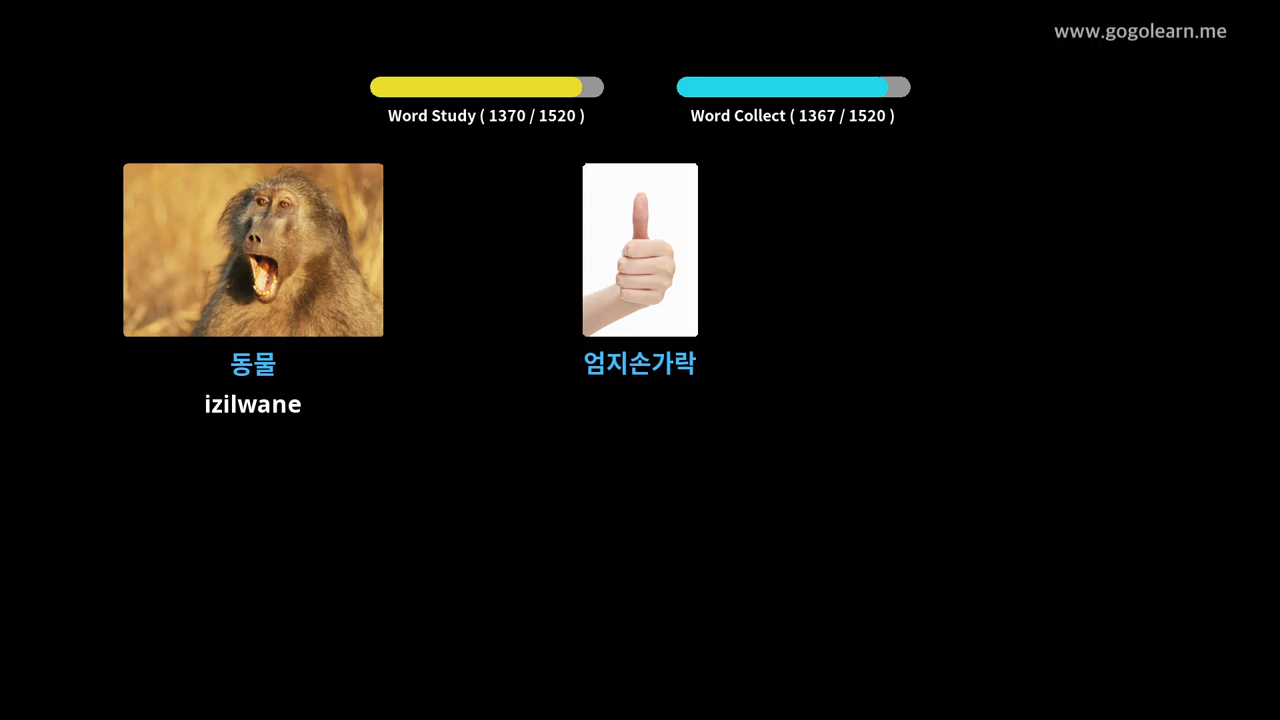 www.gogolearn.me
Word Study ( 1370 / 1520 )
Word Collect ( 1367 / 1520 )
동물
izilwane
엄지손가락